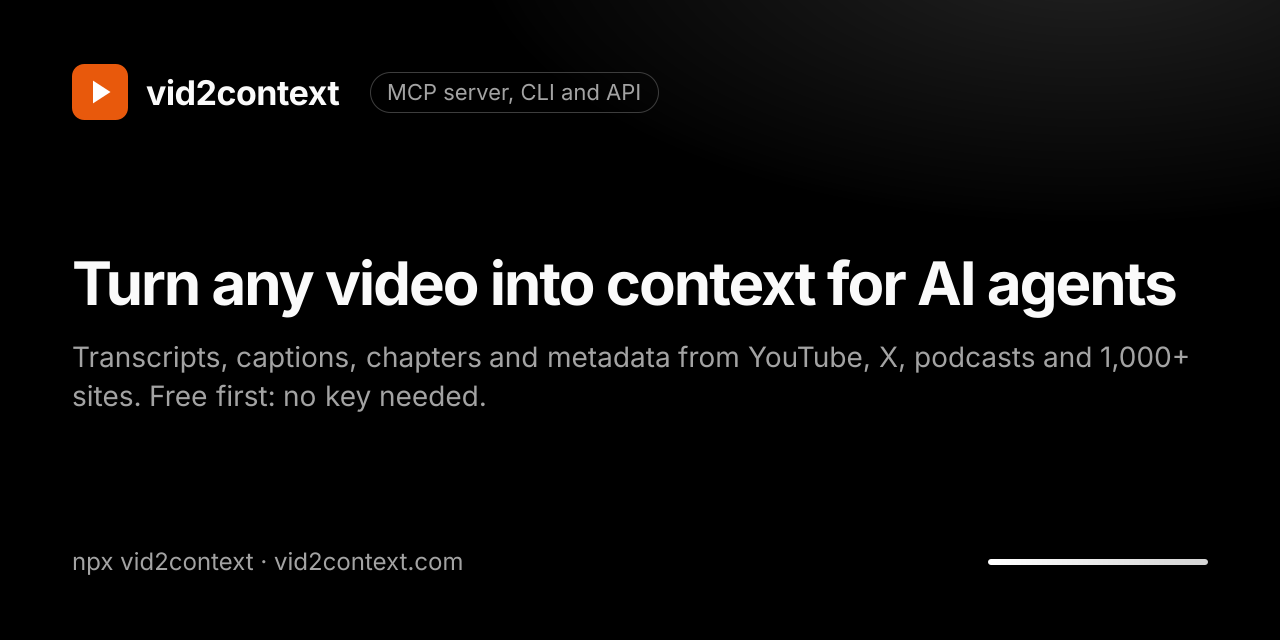 vid2context
MCP server, CLI and API
Turn any video into context for AI agents
Transcripts, captions, chapters and metadata from YouTube, X, podcasts and 1,000+
sites. Free first: no key needed.
npx vid2context · vid2context.com